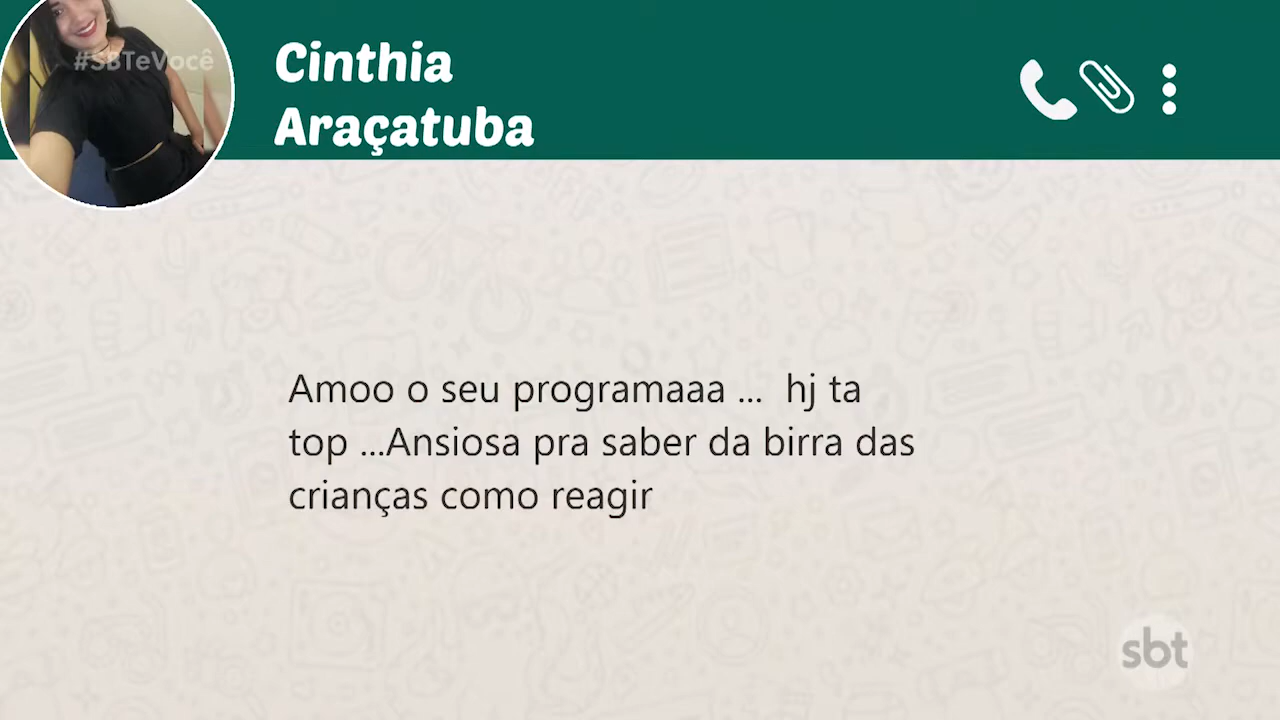 #SBTeVocê
Cinthia
Araçatuba
Amoo o seu programaaa ... hj ta
top ...Ansiosa pra saber da birra das
crianças como reagir
sbt